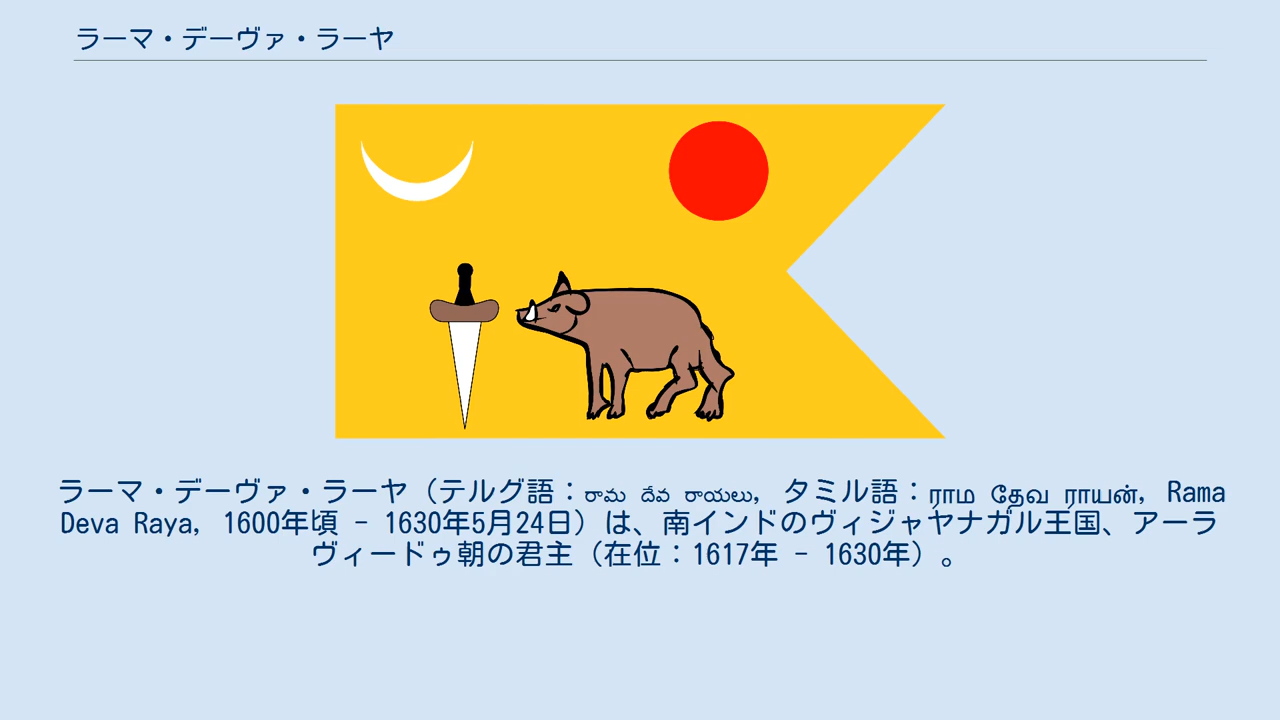 ラーマ・デーヴァ・ラーヤ
ラーマ・デーヴァ・ラーヤ（テルグ語：రామ దేవ రాయలు, タミル語：ராம தேவ ராயன், Rama
Deva Raya, 1600年頃 - 1630年5月24日）は、南インドのヴィジャヤナガル王国、アーラ
ヴィードゥ朝の君主（在位：1617年 - 1630年）。